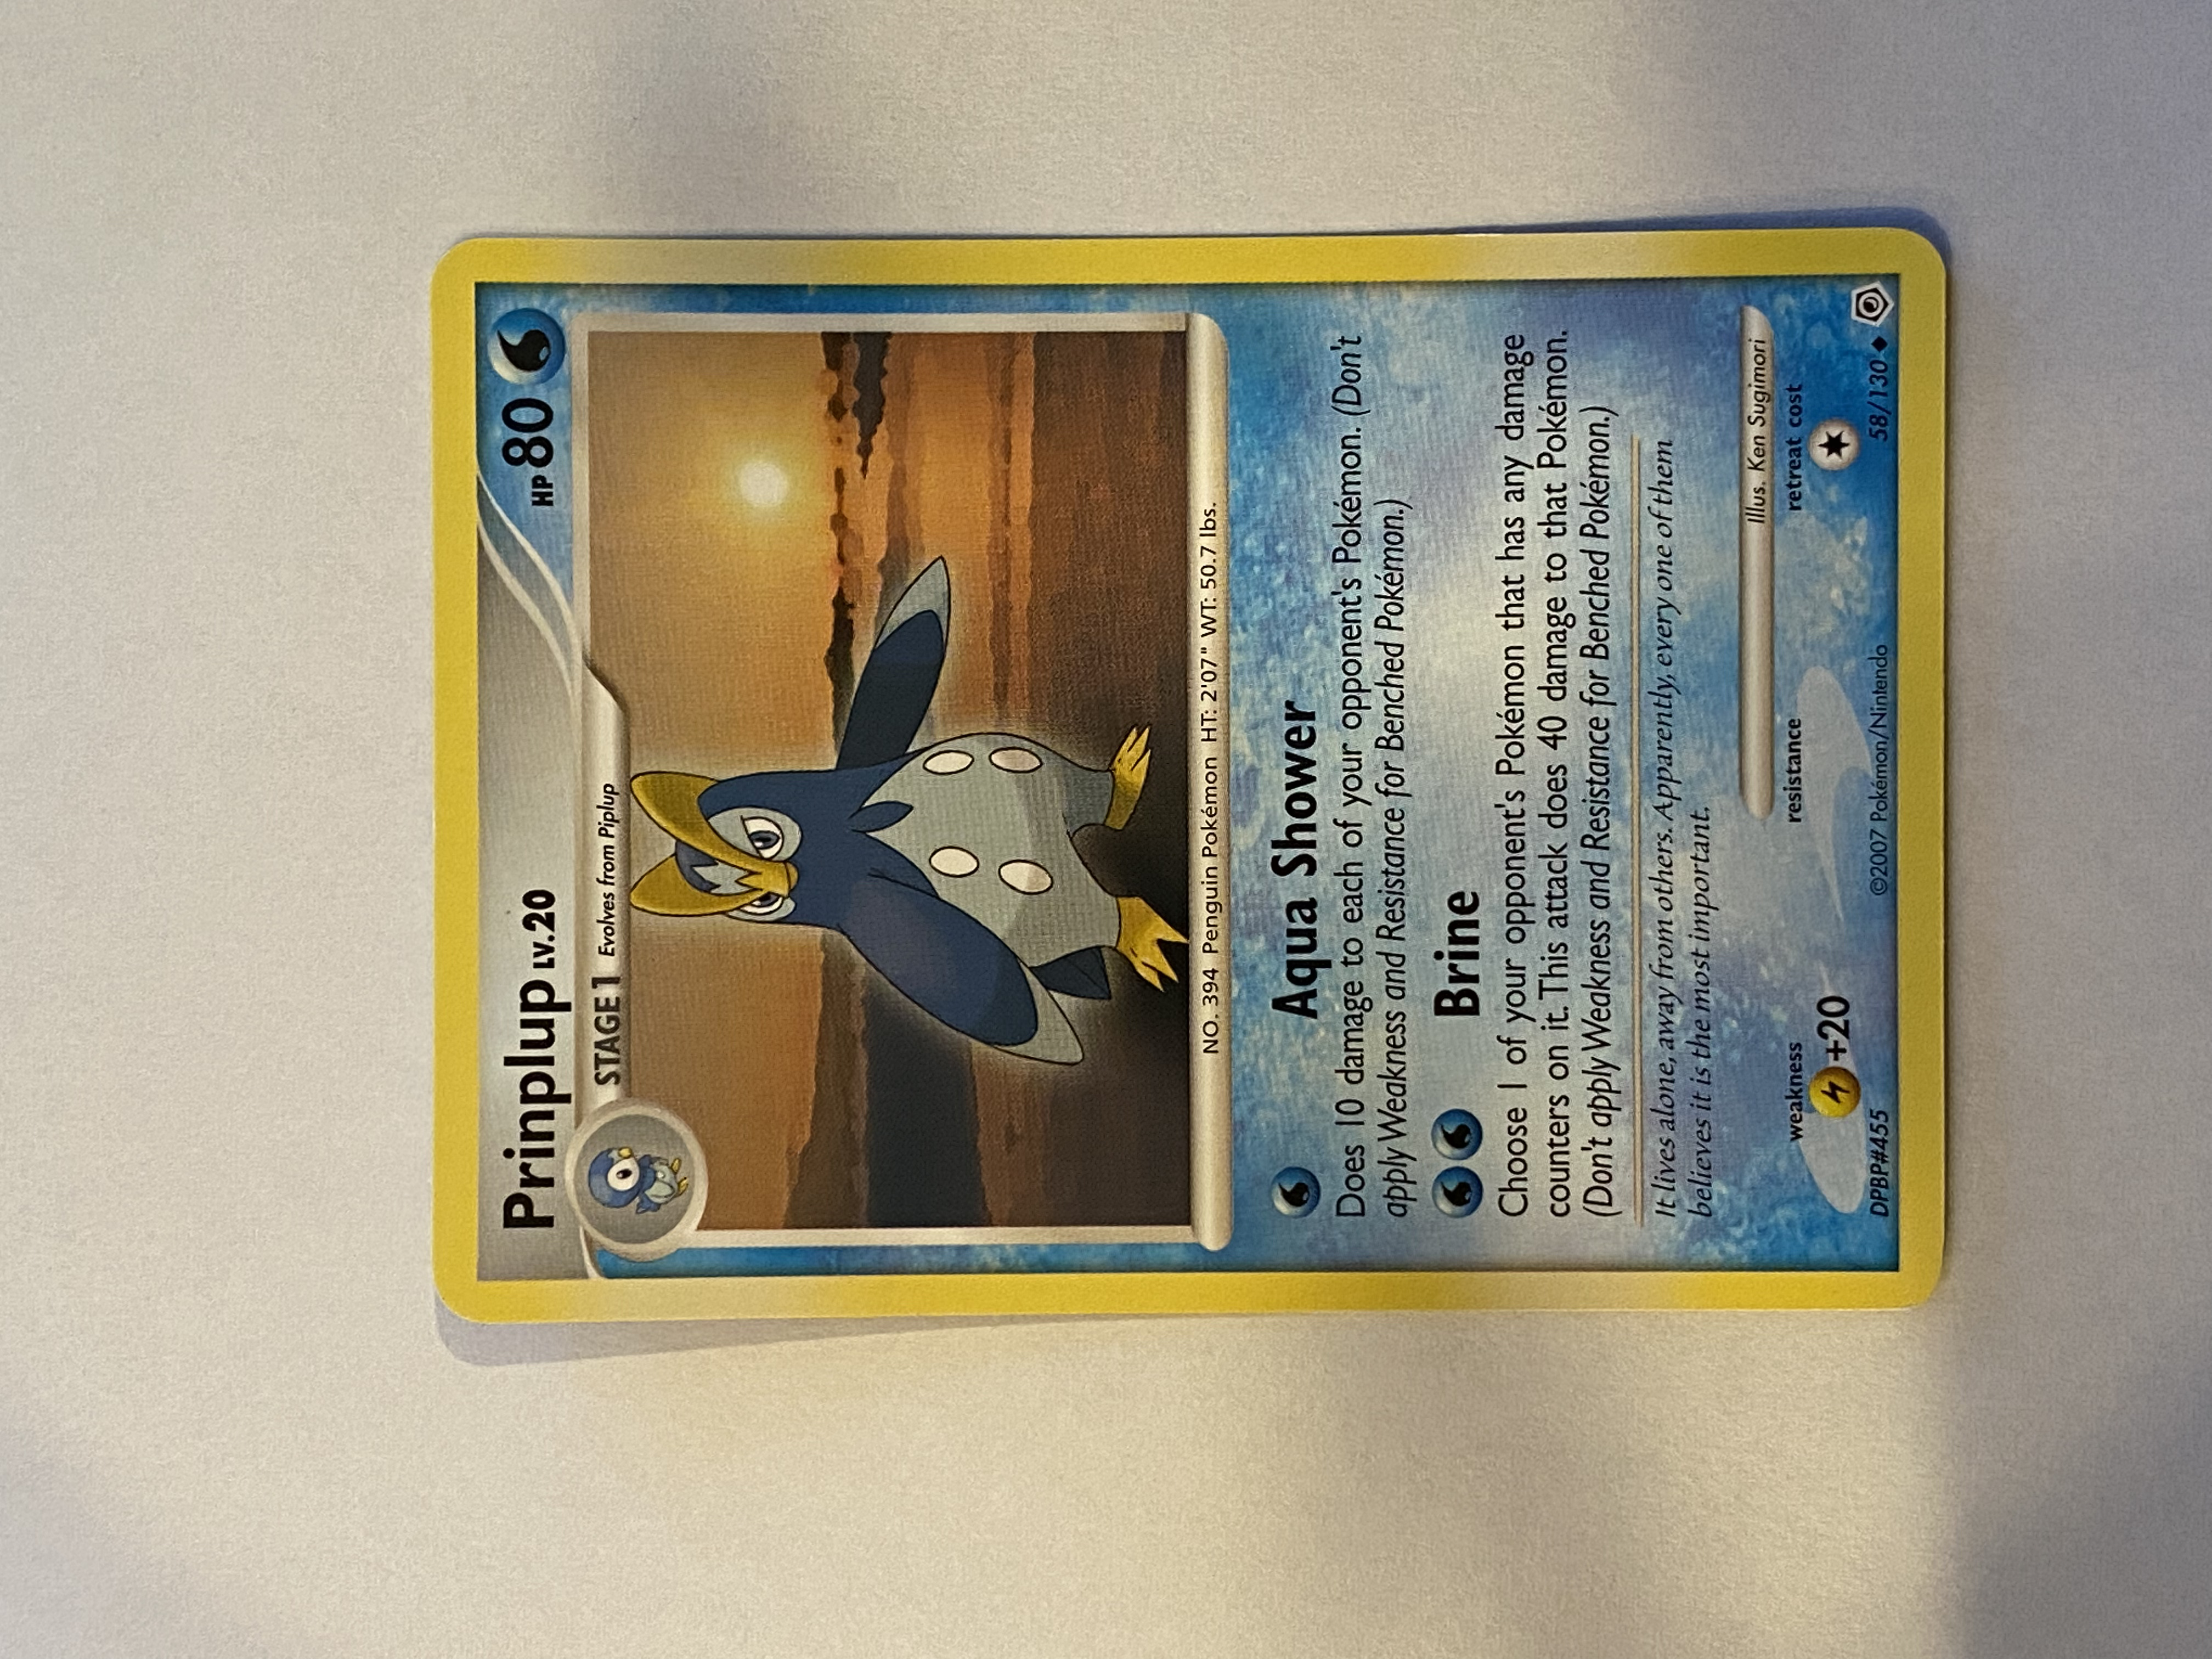 Prinplup LV.20 HP 80
STAGE 1 Evolves from Piplup
NO. 394 Penguin Pokémon HT: 2'07" WT: 50.7 lbs.
Aqua Shower
Does 10 damage to each of your opponent's Pokémon. (Don't
apply Weakness and Resistance for Benched Pokémon.)
Brine
Choose 1 of your opponent's Pokémon that has any damage
counters on it. This attack does 40 damage to that Pokémon.
(Don't apply Weakness and Resistance for Benched Pokémon.)
It lives alone, away from others. Apparently, every one of them
believes it is the most important.
Illus. Ken Sugimori
weakness resistance retreat cost
+20
DPBP#455 ©2007 Pokémon/Nintendo 58/130